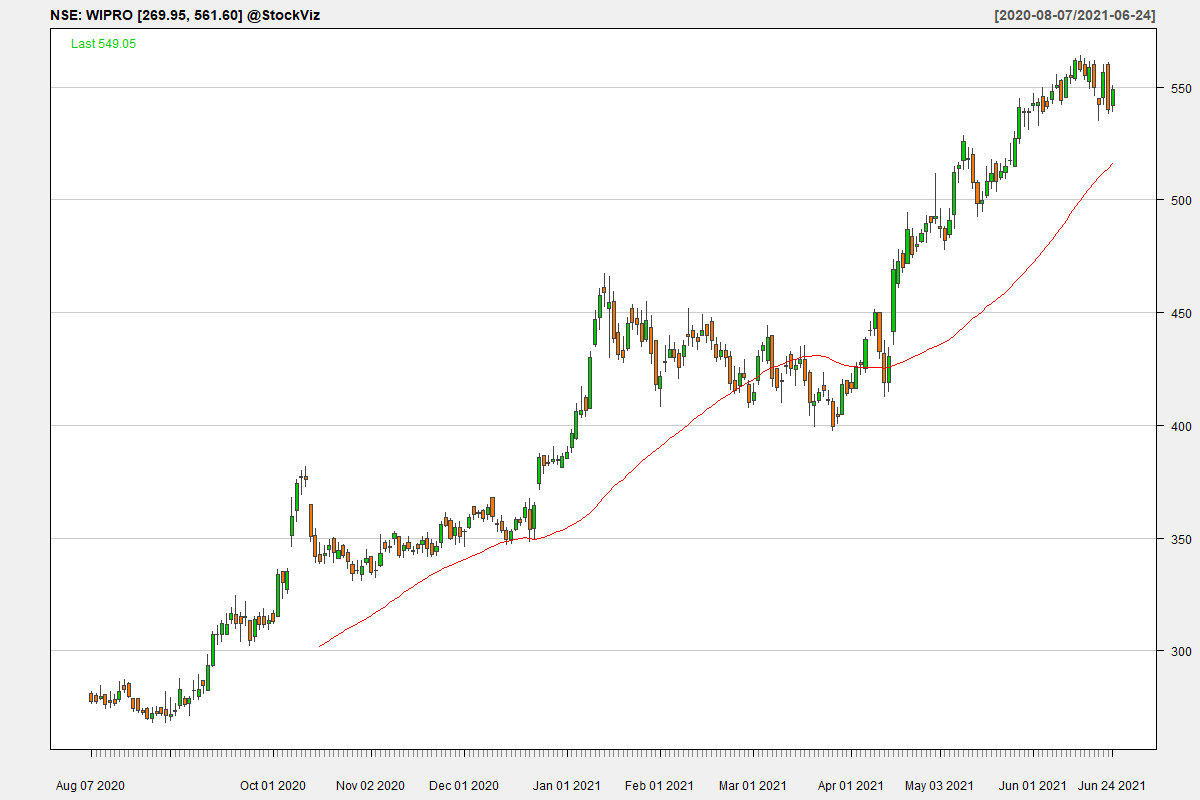 NSE: WIPRO [269.95, 561.60] @StockViz [2020-08-07/2021-06-24]
Last 549.05
550
500
450
400
350
300
Aug 07 2020 Oct 01 2020 Nov 02 2020 Dec 01 2020 Jan 01 2021 Feb 01 2021 Mar 01 2021 Apr 01 2021 May 03 2021 Jun 01 2021 Jun 24 2021